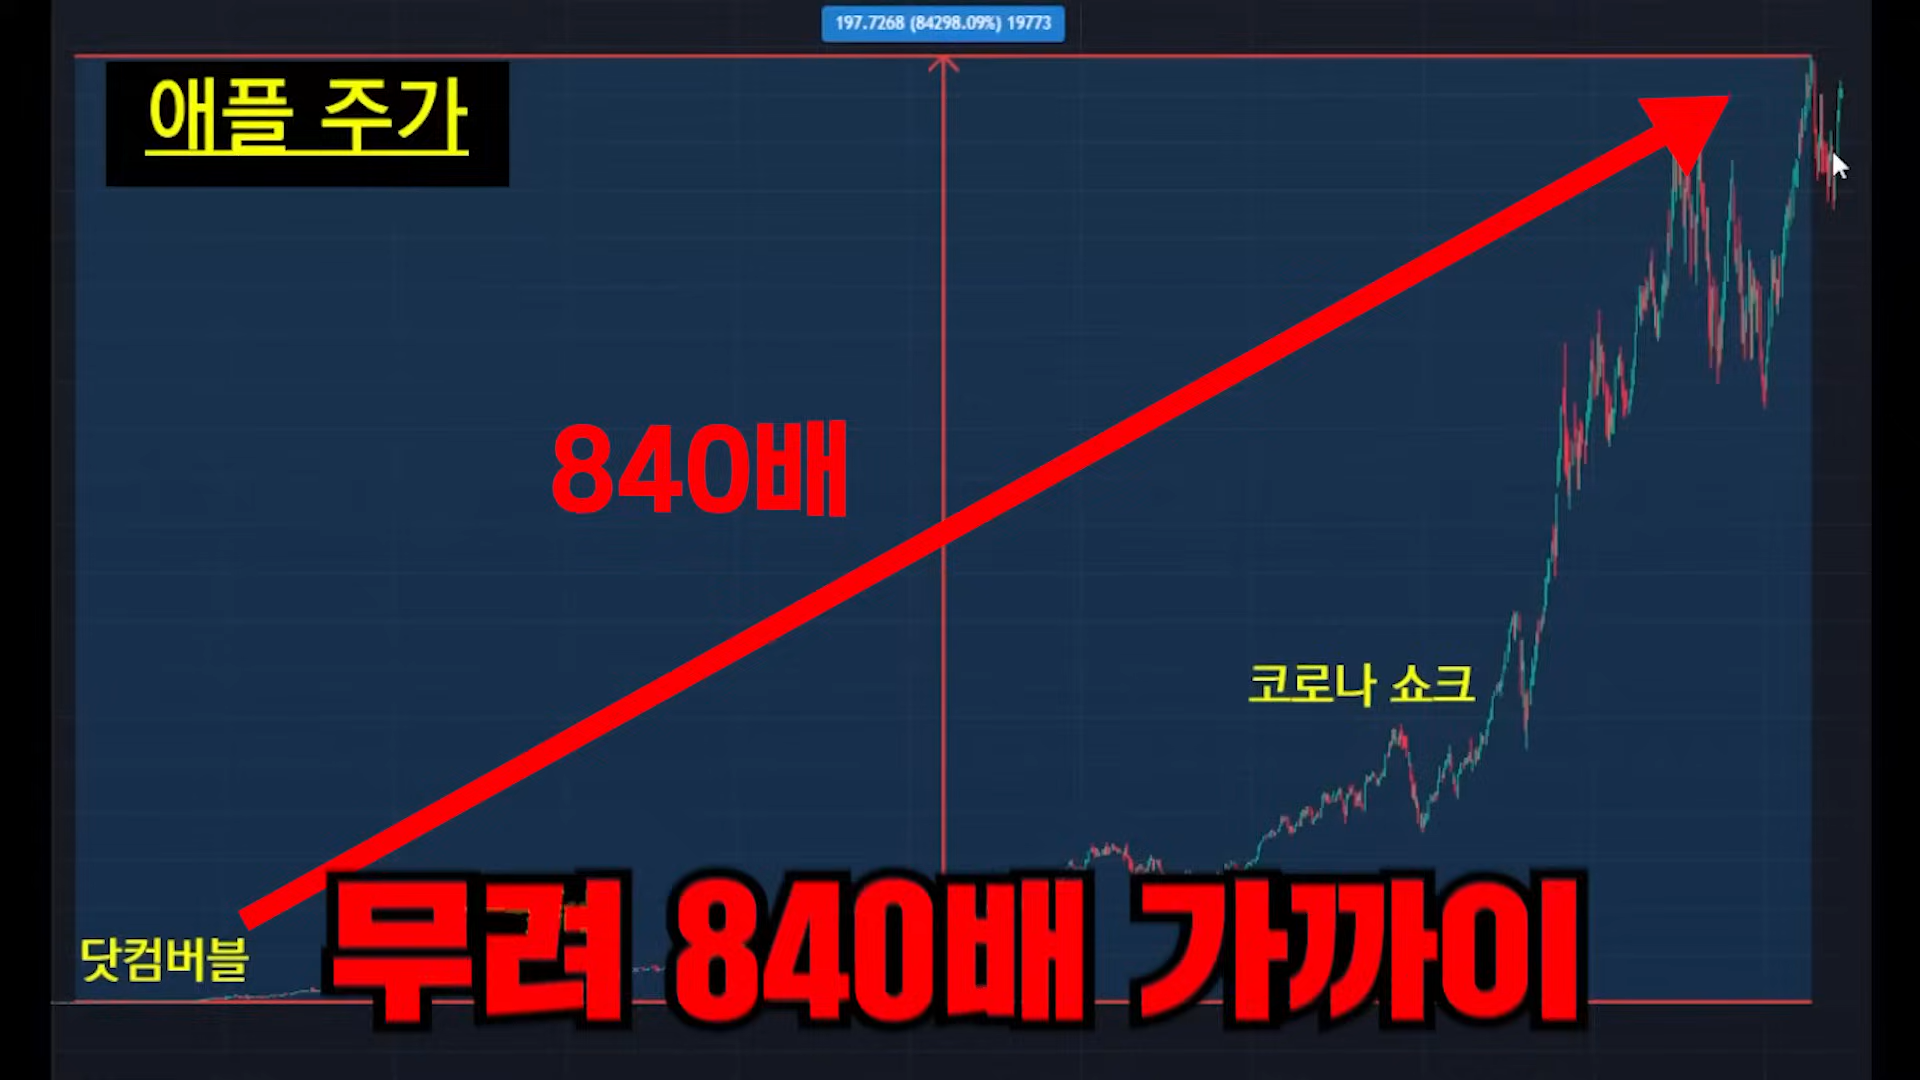 197.7268 (84298.09%) 19773
애플 주가
840배
코로나 쇼크
닷컴버블
무려 840배 가까이